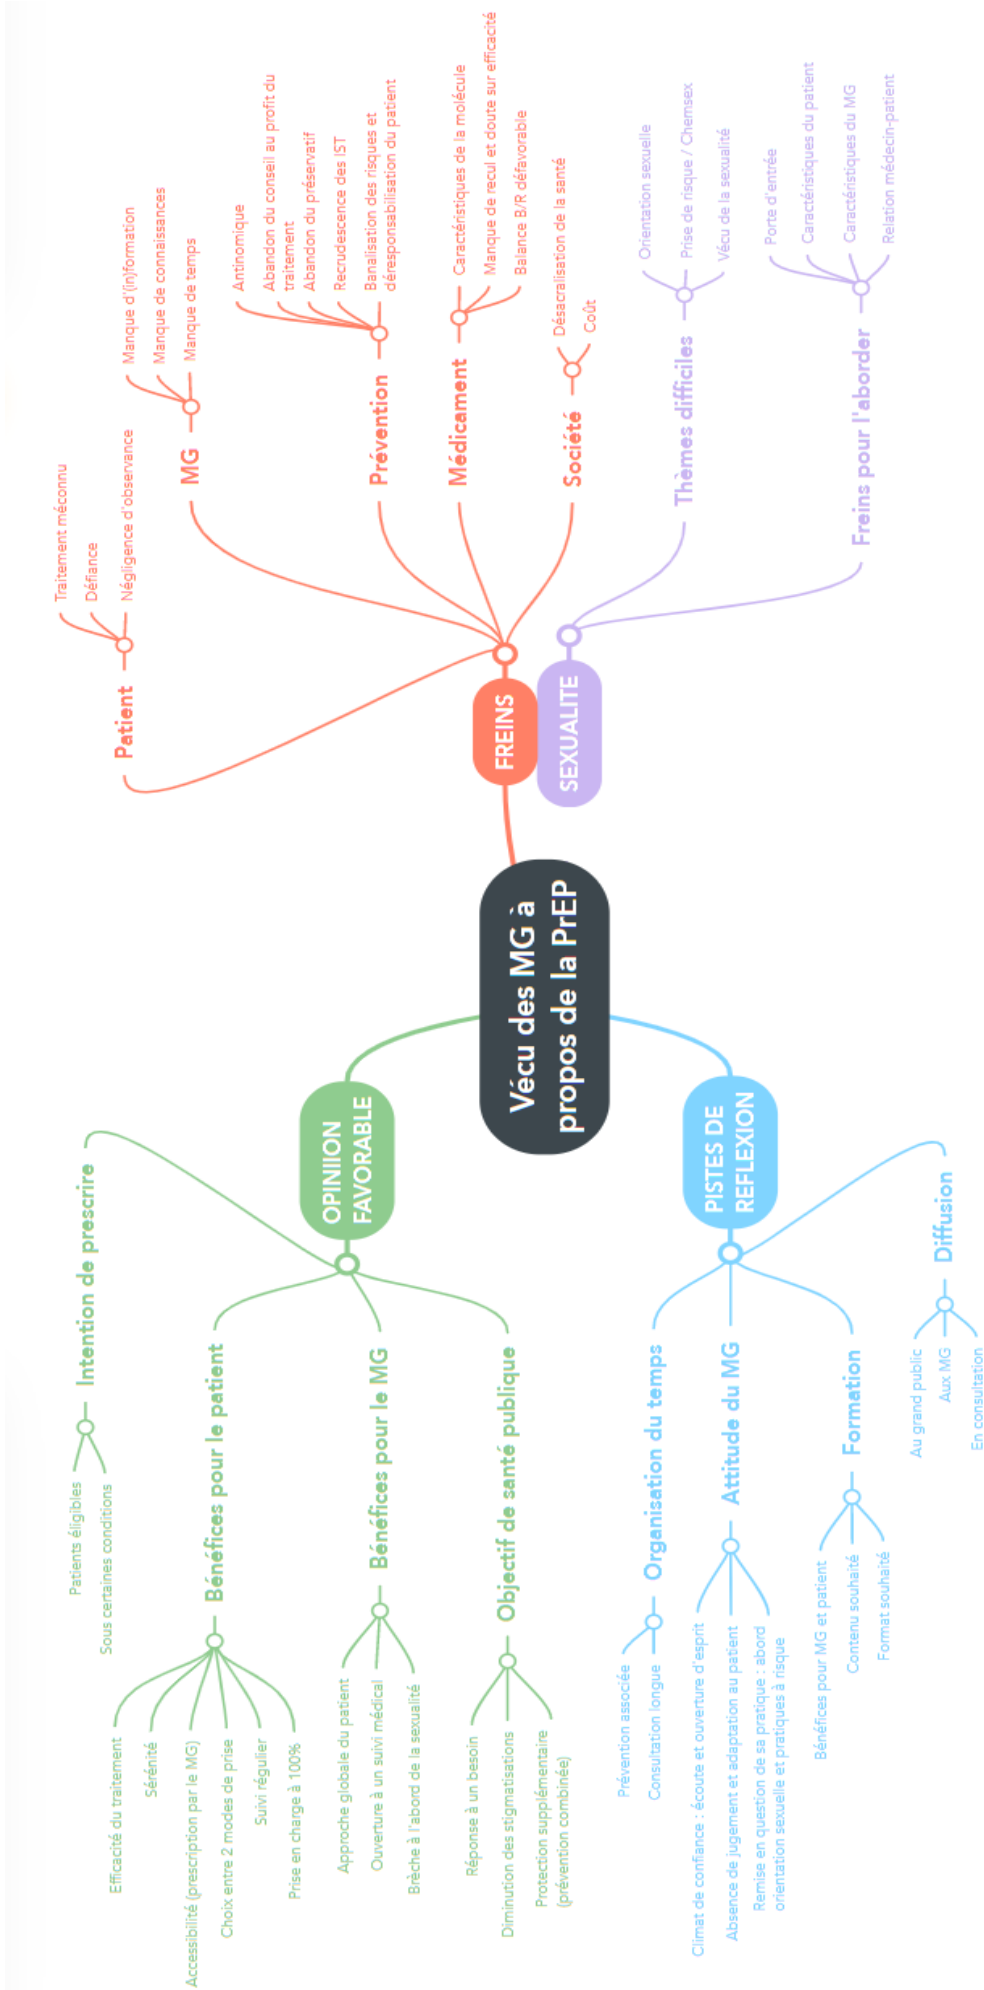 Vécu des MG à
propos de la PrEP
OPINIION
FAVORABLE
Intention de prescrire
Patients éligibles
Sous certaines conditions
Bénéfices pour le patient
Efficacité du traitement
Sérénité
Accessibilité (prescription par le MG)
Choix entre 2 modes de prise
Suivi régulier
Prise en charge à 100%
Bénéfices pour le MG
Approche globale du patient
Ouverture à un suivi médical
Brèche à l'abord de la sexualité
Objectif de santé publique
Réponse à un besoin
Diminution des stigmatisations
Protection supplémentaire
(prévention combinée)
PISTES DE
REFLEXION
Organisation du temps
Prévention associée
Consultation longue
Attitude du MG
Climat de confiance : écoute et ouverture d'esprit
Absence de jugement et adaptation au patient
Remise en question de sa pratique : abord
orientation sexuelle et pratiques à risque
Formation
Bénéfices pour MG et patient
Contenu souhaité
Format souhaité
Diffusion
Au grand public
Aux MG
En consultation
FREINS
Patient
Traitement méconnu
Défiance
Négligence d'observance
MG
Manque d'(in)formation
Manque de connaissances
Manque de temps
Prévention
Antinomique
Abandon du conseil au profit du
traitement
Abandon du préservatif
Recrudescence des IST
Banalisation des risques et
déresponsabilisation du patient
Médicament
Caractéristiques de la molécule
Manque de recul et doute sur efficacité
Balance B/R défavorable
Société
Désacralisation de la santé
Coût
SEXUALITE
Thèmes difficiles
Orientation sexuelle
Prise de risque / Chemsex
Vécu de la sexualité
Freins pour l'aborder
Porte d'entrée
Caractéristiques du patient
Caractéristiques du MG
Relation médecin-patient